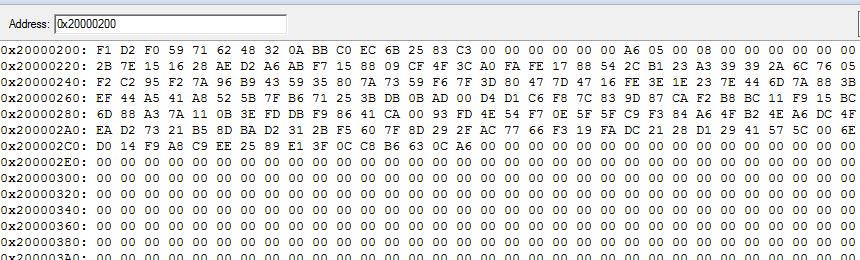 Address: 0x20000200
0x20000200: F1 D2 F0 59 71 62 48 32 0A BB C0 EC 6B 25 83 C3 00 00 00 00 00 00 A6 05 00 08 00 00 00 00 00 00
0x20000220: 2B 7E 15 16 28 AE D2 A6 AB F7 15 88 09 CF 4F 3C A0 FA FE 17 88 54 2C B1 23 A3 39 39 2A 6C 76 05
0x20000240: F2 C2 95 F2 7A 96 B9 43 59 35 80 7A 73 59 F6 7F 3D 80 47 7D 47 16 FE 3E 1E 23 7E 44 6D 7A 88 3B
0x20000260: EF 44 A5 41 A8 52 5B 7F B6 71 25 3B DB 0B AD 00 D4 D1 C6 F8 7C 83 9D 87 CA F2 B8 BC 11 F9 15 BC
0x20000280: 6D 88 A3 7A 11 0B 3E FD DB F9 86 41 CA 00 93 FD 4E 54 F7 0E 5F 5F C9 F3 84 A6 4F B2 4E A6 DC 4F
0x200002A0: EA D2 73 21 B5 8D BA D2 31 2B F5 60 7F 8D 29 2F AC 77 66 F3 19 FA DC 21 28 D1 29 41 57 5C 00 6E
0x200002C0: D0 14 F9 A8 C9 EE 25 89 E1 3F 0C C8 B6 63 0C A6 00 00 00 00 00 00 00 00 00 00 00 00 00 00 00 00
0x200002E0: 00 00 00 00 00 00 00 00 00 00 00 00 00 00 00 00 00 00 00 00 00 00 00 00 00 00 00 00 00 00 00 00
0x20000300: 00 00 00 00 00 00 00 00 00 00 00 00 00 00 00 00 00 00 00 00 00 00 00 00 00 00 00 00 00 00 00 00
0x20000320: 00 00 00 00 00 00 00 00 00 00 00 00 00 00 00 00 00 00 00 00 00 00 00 00 00 00 00 00 00 00 00 00
0x20000340: 00 00 00 00 00 00 00 00 00 00 00 00 00 00 00 00 00 00 00 00 00 00 00 00 00 00 00 00 00 00 00 00
0x20000360: 00 00 00 00 00 00 00 00 00 00 00 00 00 00 00 00 00 00 00 00 00 00 00 00 00 00 00 00 00 00 00 00
0x20000380: 00 00 00 00 00 00 00 00 00 00 00 00 00 00 00 00 00 00 00 00 00 00 00 00 00 00 00 00 00 00 00 00
0x200003A0: 00 00 00 00 00 00 00 00 00 00 00 00 00 00 00 00 00 00 00 00 00 00 00 00 00 00 00 00 00 00 00 00